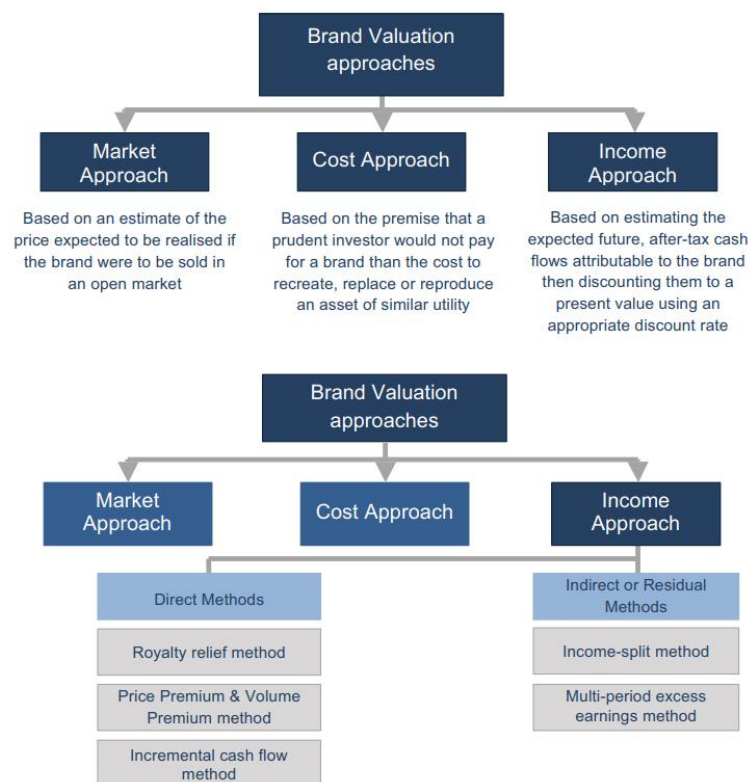 Brand Valuation
approaches
Market
Approach
Cost Approach
Income
Approach
Based on an estimate of the
price expected to be realised if
the brand were to be sold in
an open market
Based on the premise that a
prudent investor would not pay
for a brand than the cost to
recreate, replace or reproduce
an asset of similar utility
Based on estimating the
expected future, after-tax cash
flows attributable to the brand
then discounting them to a
present value using an
appropriate discount rate
Brand Valuation
approaches
Market
Approach
Cost Approach
Income
Approach
Direct Methods
Royalty relief method
Price Premium & Volume
Premium method
Incremental cash flow
method
Indirect or Residual
Methods
Income-split method
Multi-period excess
earnings method